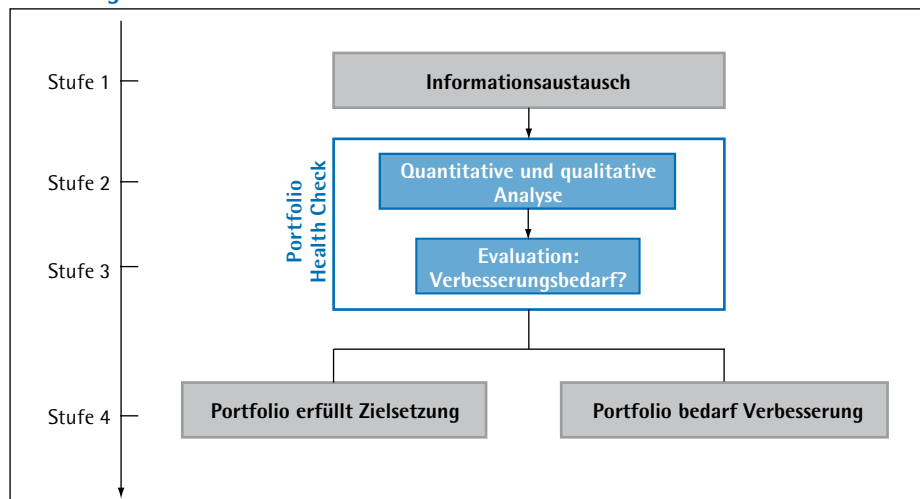 Stufe 1
Informationsaustausch
Portfolio
Health Check
Stufe 2
Quantitative und qualitative
Analyse
Stufe 3
Evaluation:
Verbesserungsbedarf?
Stufe 4
Portfolio erfüllt Zielsetzung
Portfolio bedarf Verbesserung